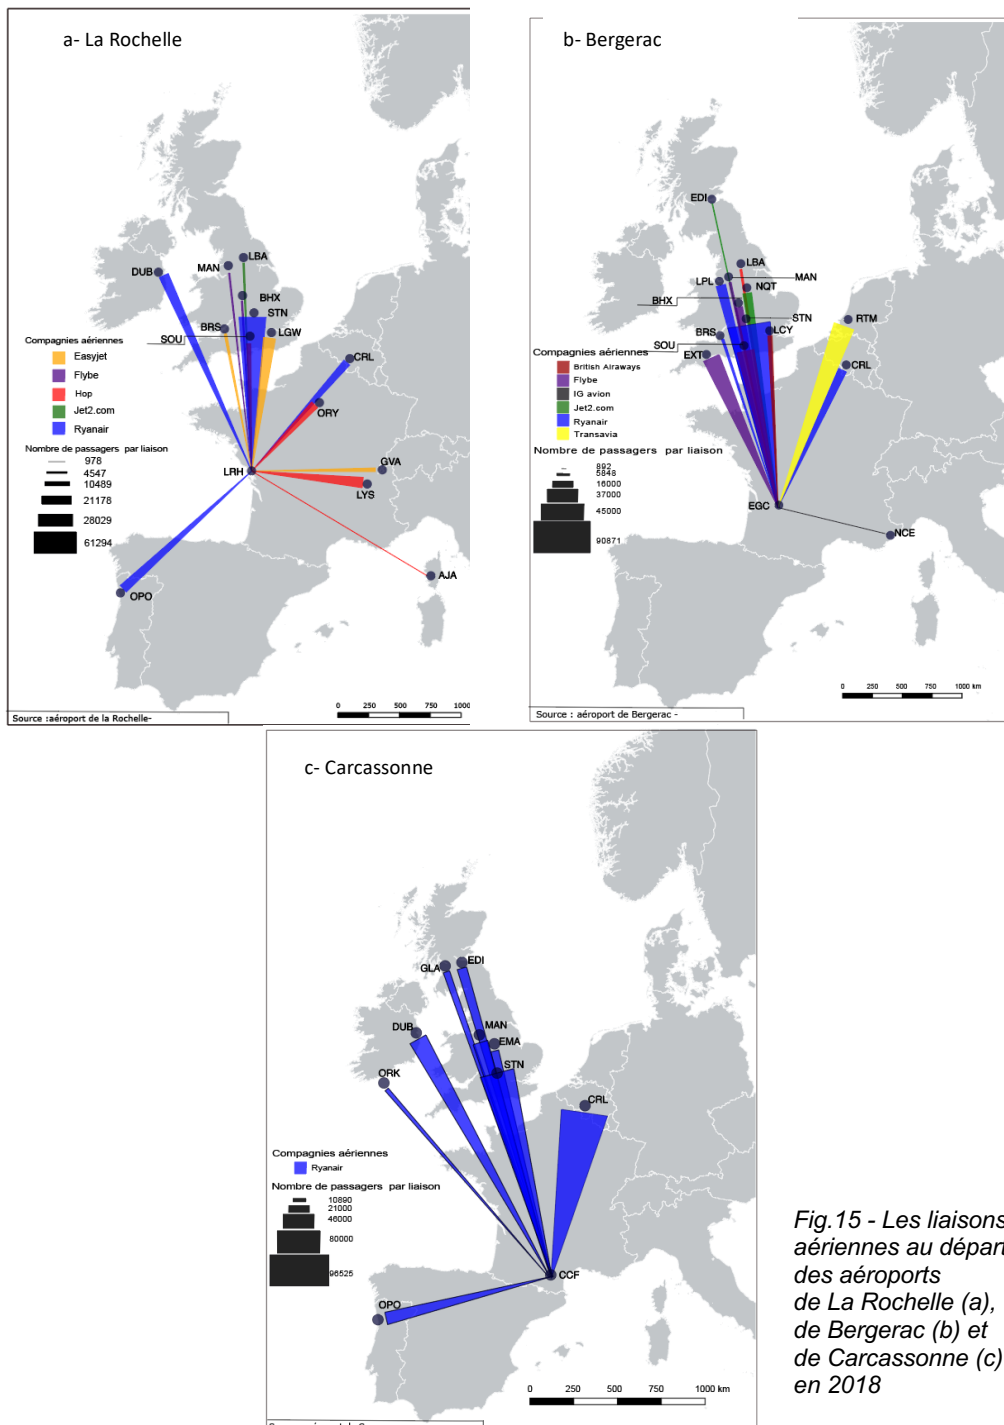 a- La Rochelle
DUB
MAN
LBA
BHX
STN
BRS
SOU
LGW
CRL
ORY
GVA
LRH
LYS
AJA
OPO
Compagnies aériennes
Easyjet
Flybe
Hop
Jet2.com
Ryanair
Nombre de passagers par liaison
978
4547
10489
21178
28029
61294
0 250 500 750 1000
Source :aéroport de la Rochelle-
b- Bergerac
EDI
LBA
MAN
LPL
NQT
BHX
STN
BRS
LCY
RTM
SOU
EXT
CRL
EGC
NCE
Compagnies aériennes
British Airaways
Flybe
IG avion
Jet2.com
Ryanair
Transavia
Nombre de passagers par liaison
892
5848
16000
37000
45000
90871
0 250 500 750 1000 km
Source : aéroport de Bergerac -
c- Carcassonne
GLA
EDI
DUB
MAN
EMA
STN
ORK
CRL
CCF
OPO
Compagnies aériennes
Ryanair
Nombre de passagers par liaison
10890
21000
46000
80000
96525
0 250 500 750 1000 km
Fig.15 - Les liaisons
aériennes au départ
des aéroports
de La Rochelle (a),
de Bergerac (b) et
de Carcassonne (c)
en 2018